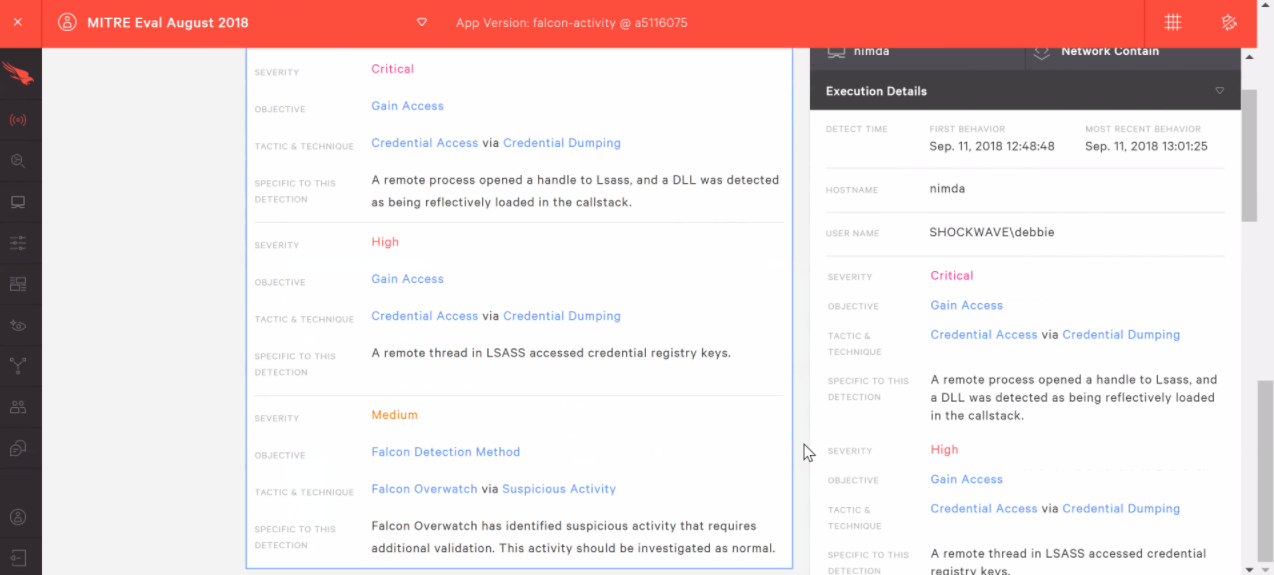 MITRE Eval August 2018
App Version: falcon-activity @ a5116075
SEVERITY Critical
OBJECTIVE Gain Access
TACTIC & TECHNIQUE Credential Access via Credential Dumping
SPECIFIC TO THIS DETECTION
A remote process opened a handle to Lsass, and a DLL was detected
as being reflectively loaded in the callstack.
SEVERITY High
OBJECTIVE Gain Access
TACTIC & TECHNIQUE Credential Access via Credential Dumping
SPECIFIC TO THIS DETECTION
A remote thread in LSASS accessed credential registry keys.
SEVERITY Medium
OBJECTIVE Falcon Detection Method
TACTIC & TECHNIQUE Falcon Overwatch via Suspicious Activity
SPECIFIC TO THIS DETECTION
Falcon Overwatch has identified suspicious activity that requires
additional validation. This activity should be investigated as normal.
nimda
Network Contain
Execution Details
DETECT TIME
FIRST BEHAVIOR
Sep. 11, 2018 12:48:48
MOST RECENT BEHAVIOR
Sep. 11, 2018 13:01:25
HOSTNAME nimda
USER NAME SHOCKWAVE\debbie
SEVERITY Critical
OBJECTIVE Gain Access
TACTIC & TECHNIQUE
Credential Access via Credential Dumping
SPECIFIC TO THIS DETECTION
A remote process opened a handle to Lsass, and
a DLL was detected as being reflectively loaded
in the callstack.
SEVERITY High
OBJECTIVE Gain Access
TACTIC & TECHNIQUE
Credential Access via Credential Dumping
SPECIFIC TO THIS DETECTION
A remote thread in LSASS accessed credential
registry keys.